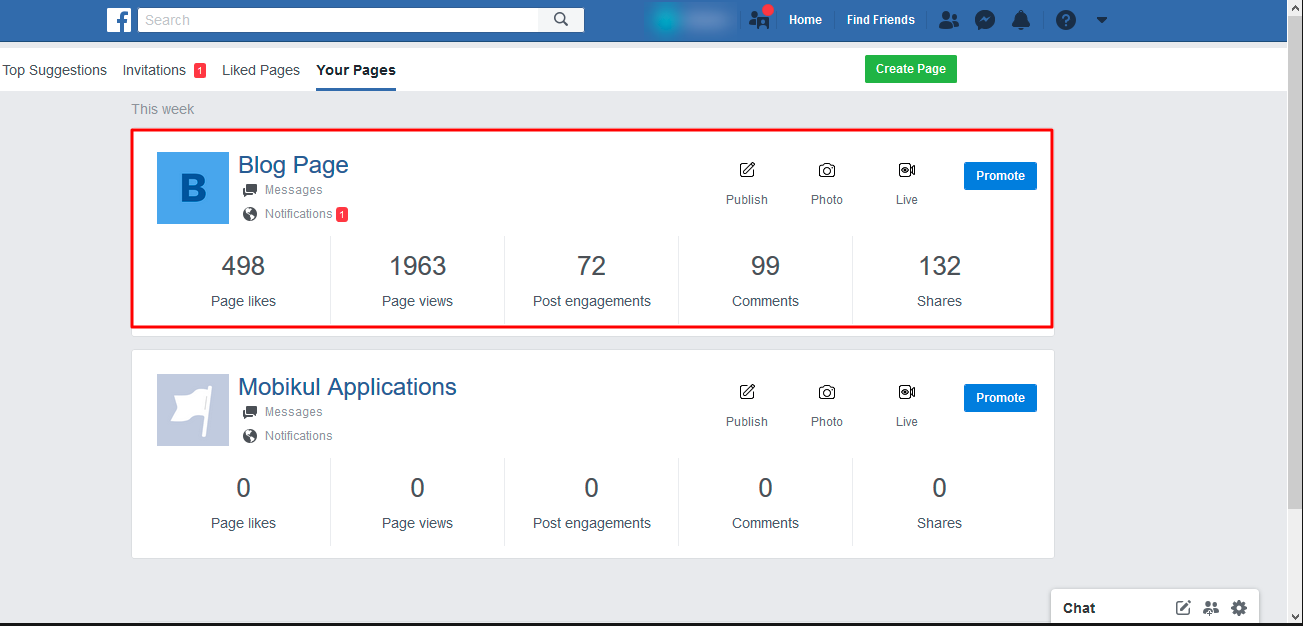 f Search Home Find Friends ?
Top Suggestions Invitations 1 Liked Pages Your Pages Create Page
This week
B Blog Page
Messages
Notifications 1
Publish Photo Live Promote
498 1963 72 99 132
Page likes Page views Post engagements Comments Shares
Mobikul Applications
Messages
Notifications
Publish Photo Live Promote
0 0 0 0 0
Page likes Page views Post engagements Comments Shares
Chat